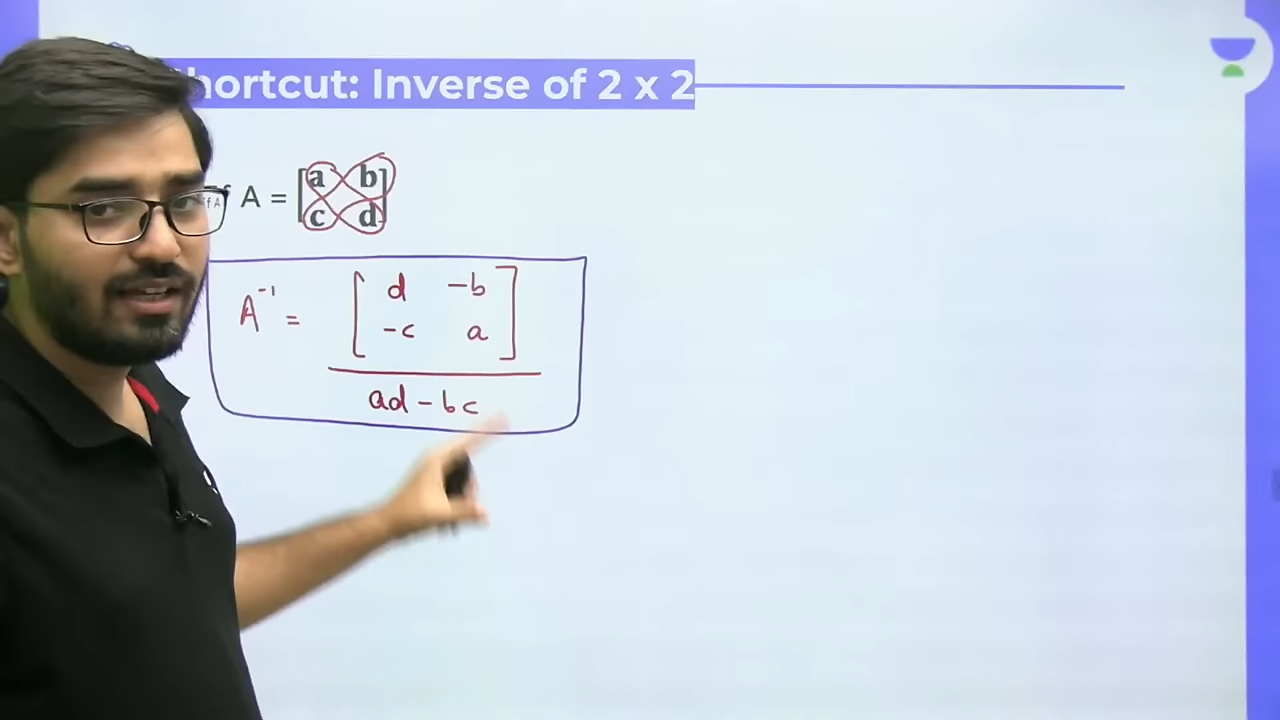 hortcut: Inverse of 2 x 2
f A = [a b
c d]
A⁻¹ = [d -b
-c a]
ad - bc